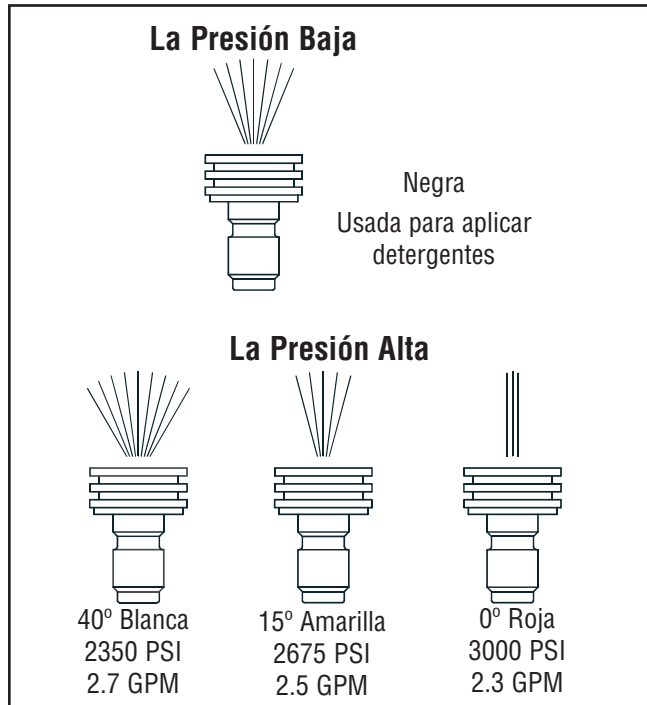 La Presión Baja
Negra
Usada para aplicar
detergentes
La Presión Alta
40º Blanca
2350 PSI
2.7 GPM
15º Amarilla
2675 PSI
2.5 GPM
0º Roja
3000 PSI
2.3 GPM